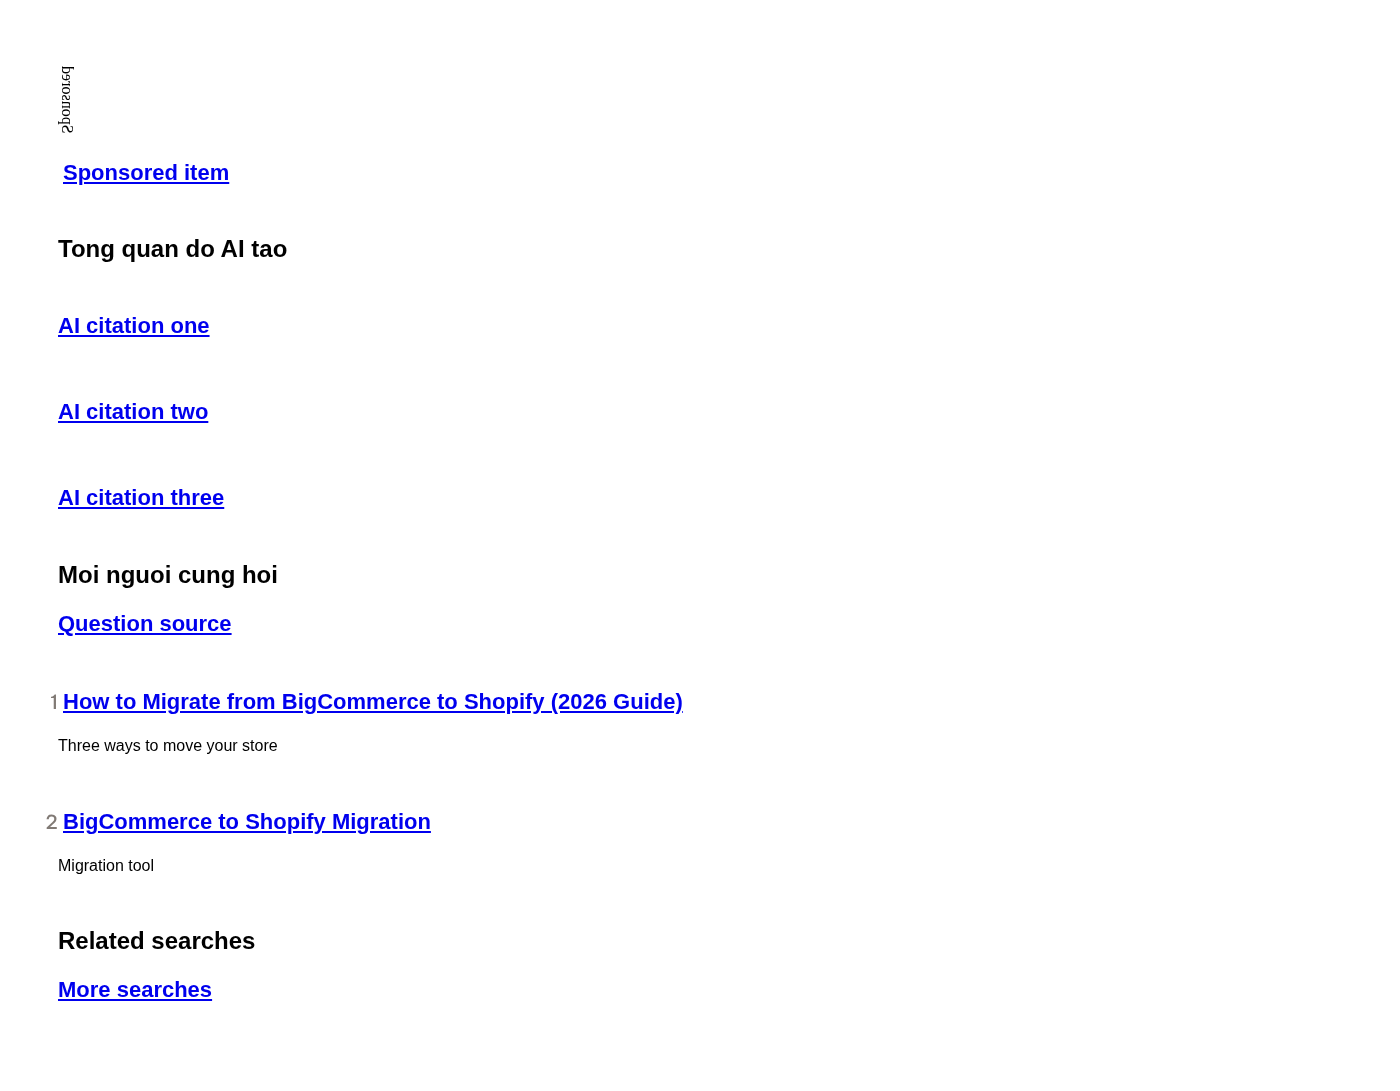 Sponsored
Sponsored item
Tong quan do AI tao
AI citation one
AI citation two
AI citation three
Moi nguoi cung hoi
Question source
1 How to Migrate from BigCommerce to Shopify (2026 Guide)
Three ways to move your store
2 BigCommerce to Shopify Migration
Migration tool
Related searches
More searches